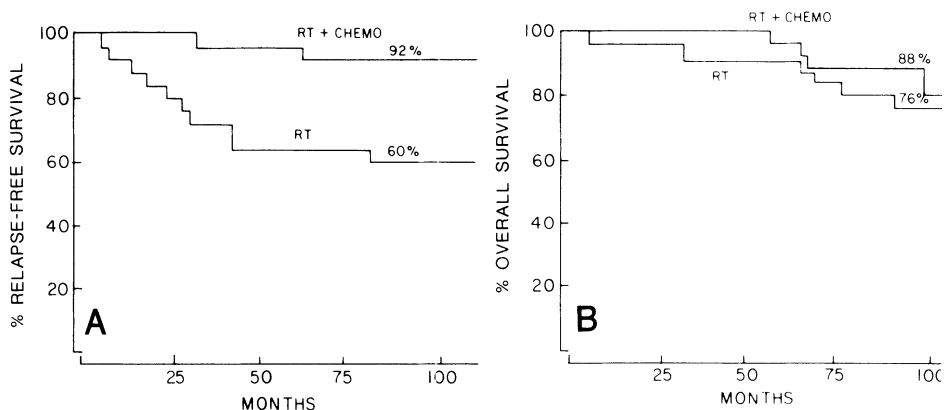 100
80
60
40
20
% RELAPSE-FREE SURVIVAL
RT + CHEMO
92%
RT
60%
A
25
50
75
100
MONTHS
100
80
60
40
20
% OVERALL SURVIVAL
RT + CHEMO
88%
RT
76%
B
25
50
75
100
MONTHS